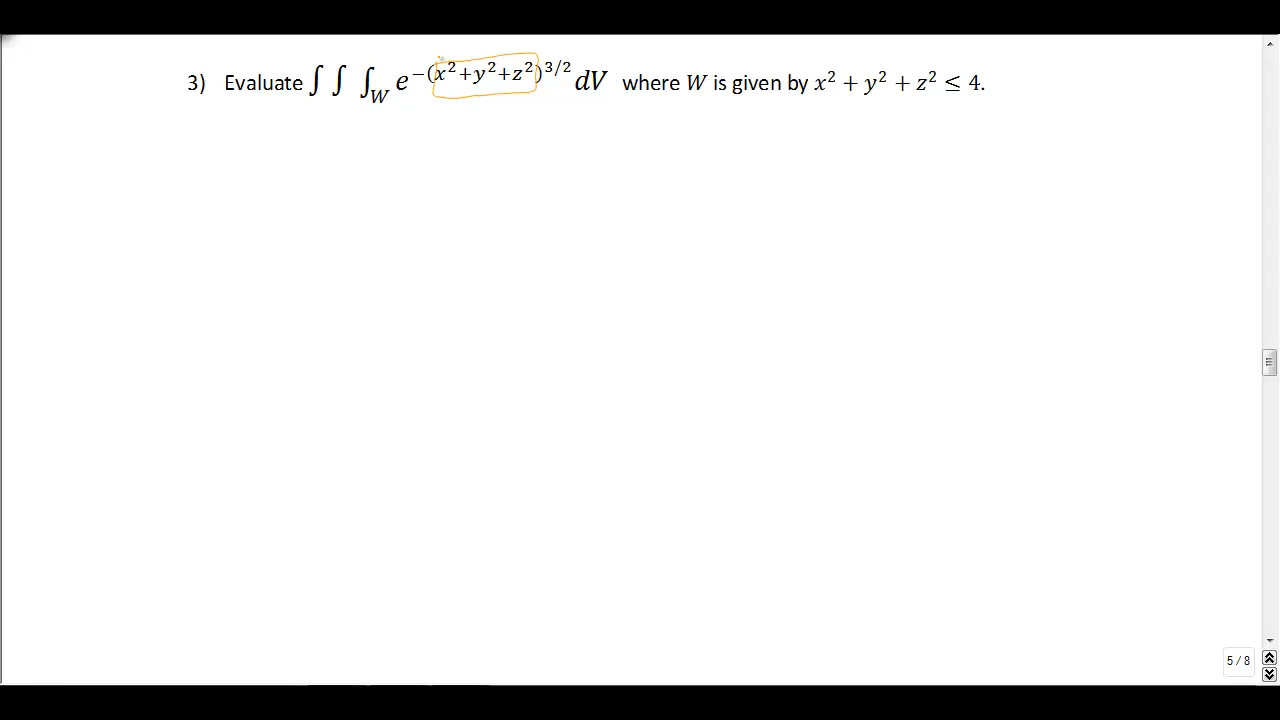 3) Evaluate ∫ ∫ ∫_W e^{−(x²+y²+z²)^{3/2}} dV where W is given by x² + y² + z² ≤ 4.
5 / 8